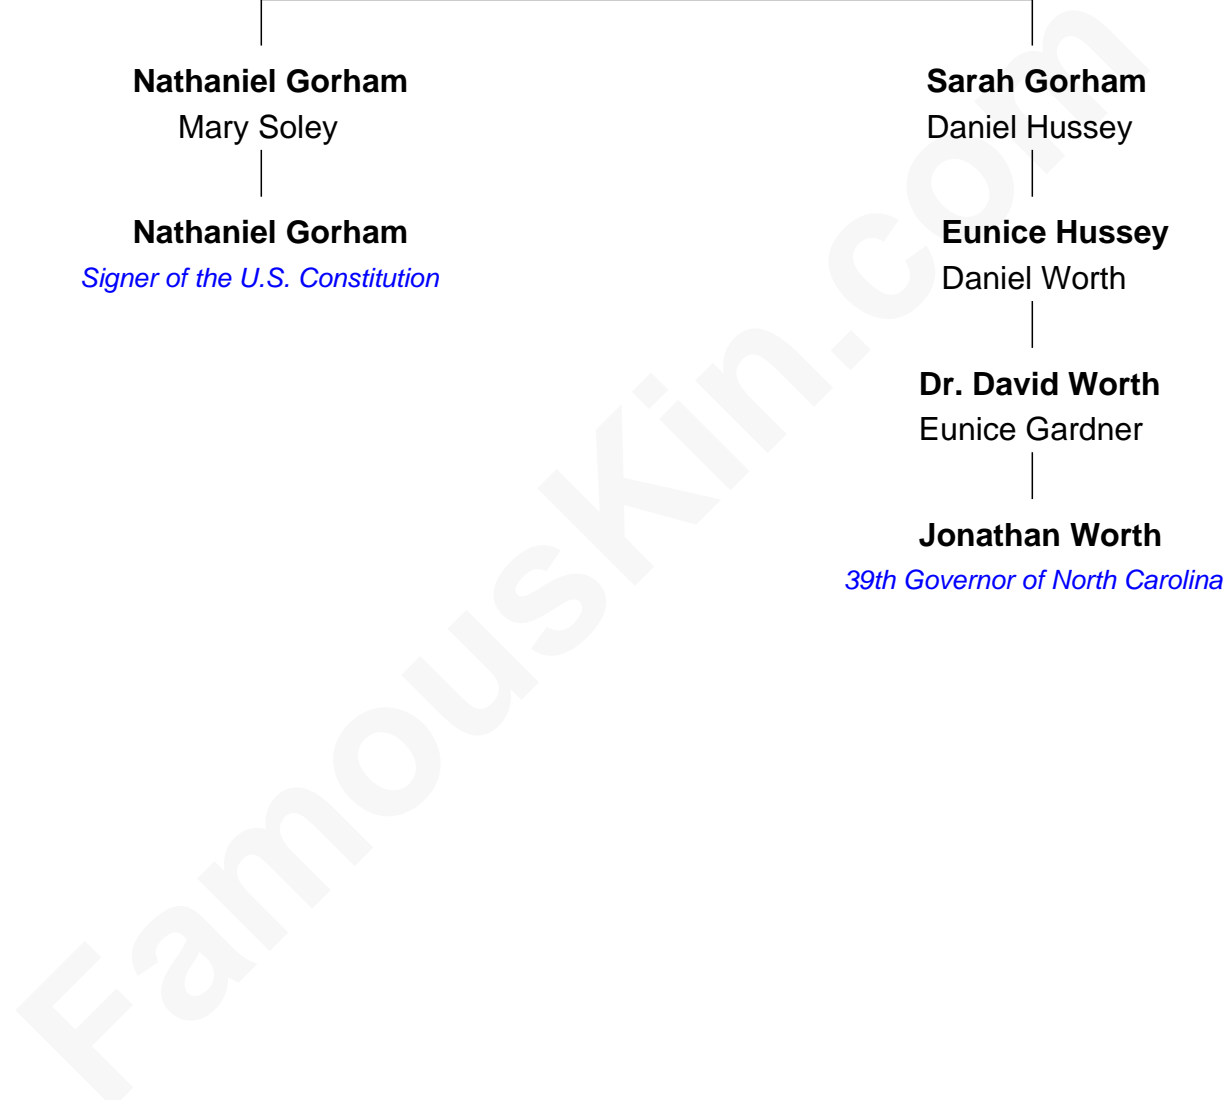 Nathaniel Gorham
Mary Soley
Nathaniel Gorham
Signer of the U.S. Constitution
Sarah Gorham
Daniel Hussey
Eunice Hussey
Daniel Worth
Dr. David Worth
Eunice Gardner
Jonathan Worth
39th Governor of North Carolina
FamousKin.com